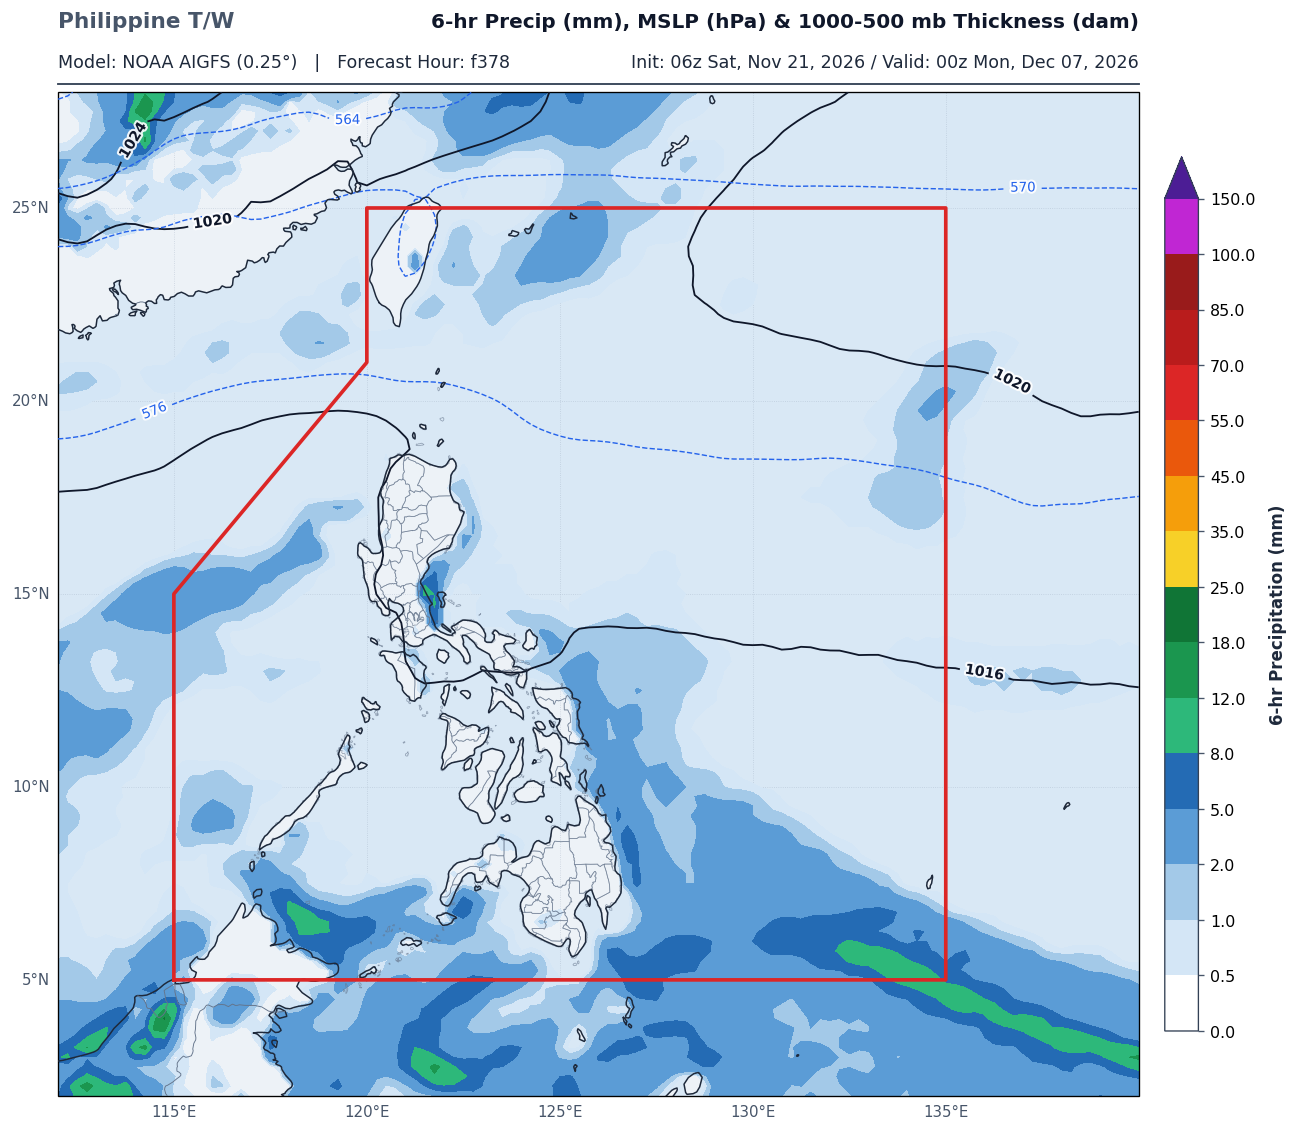 Philippine T/W
6-hr Precip (mm), MSLP (hPa) & 1000-500 mb Thickness (dam)
Model: NOAA AIGFS (0.25°) | Forecast Hour: f378
Init: 06z Sat, Nov 21, 2026 / Valid: 00z Mon, Dec 07, 2026
564
1024
570
1020
576
1020
1016
25°N
20°N
15°N
10°N
5°N
115°E
120°E
125°E
130°E
135°E
150.0
100.0
85.0
70.0
55.0
45.0
35.0
25.0
18.0
12.0
8.0
5.0
2.0
1.0
0.5
0.0
6-hr Precipitation (mm)